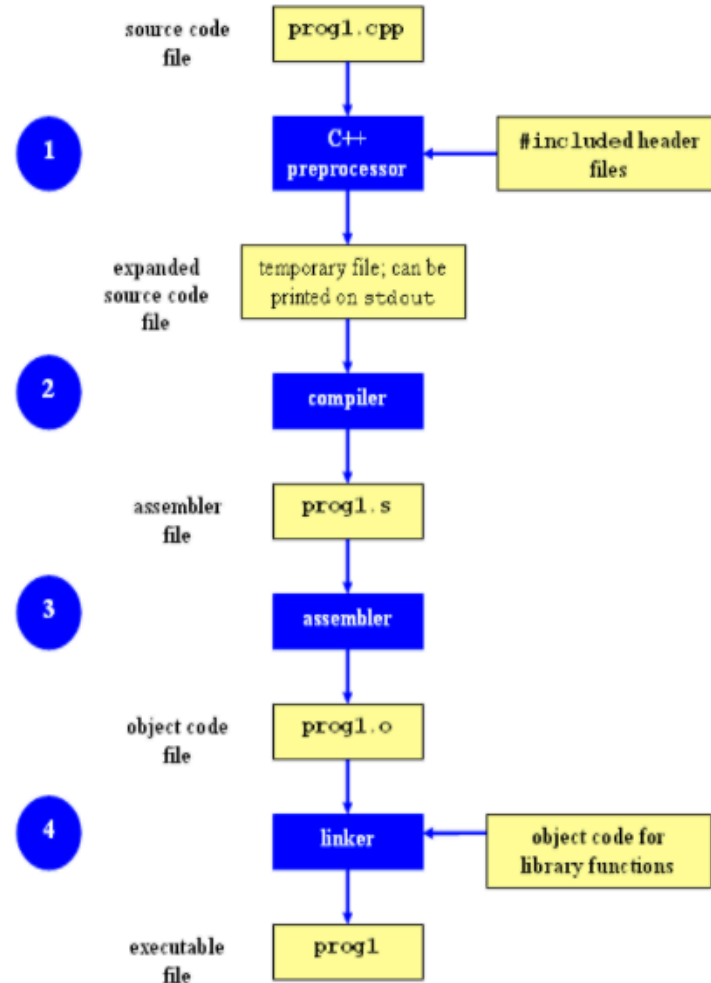 source code
file
prog1.cpp
1
C++
preprocessor
#included header
files
expanded
source code
file
temporary file; can be
printed on stdout
2
compiler
assembler
file
prog1.s
3
assembler
object code
file
prog1.o
4
linker
object code for
library functions
executable
file
prog1